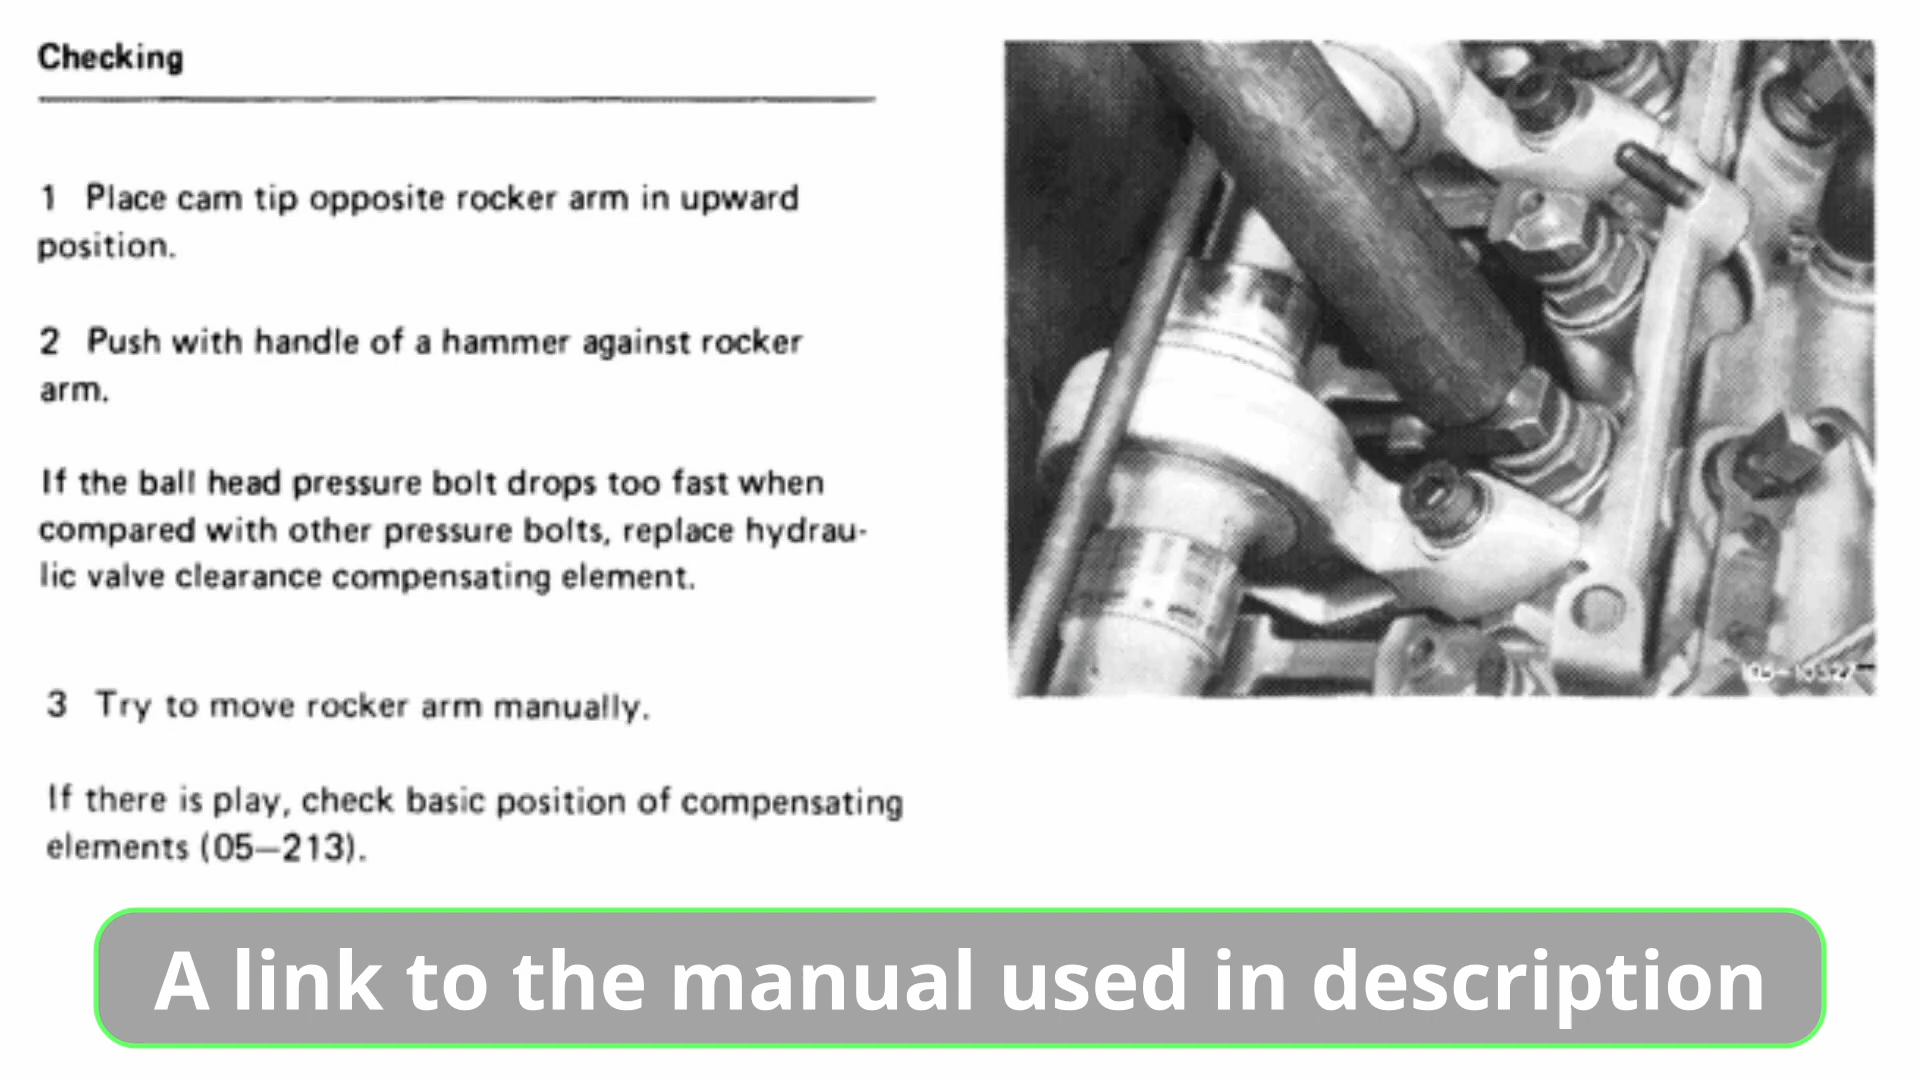 Checking
1 Place cam tip opposite rocker arm in upward
position.
2 Push with handle of a hammer against rocker
arm.
If the ball head pressure bolt drops too fast when
compared with other pressure bolts, replace hydrau-
lic valve clearance compensating element.
3 Try to move rocker arm manually.
If there is play, check basic position of compensating
elements (05–213).
A link to the manual used in description